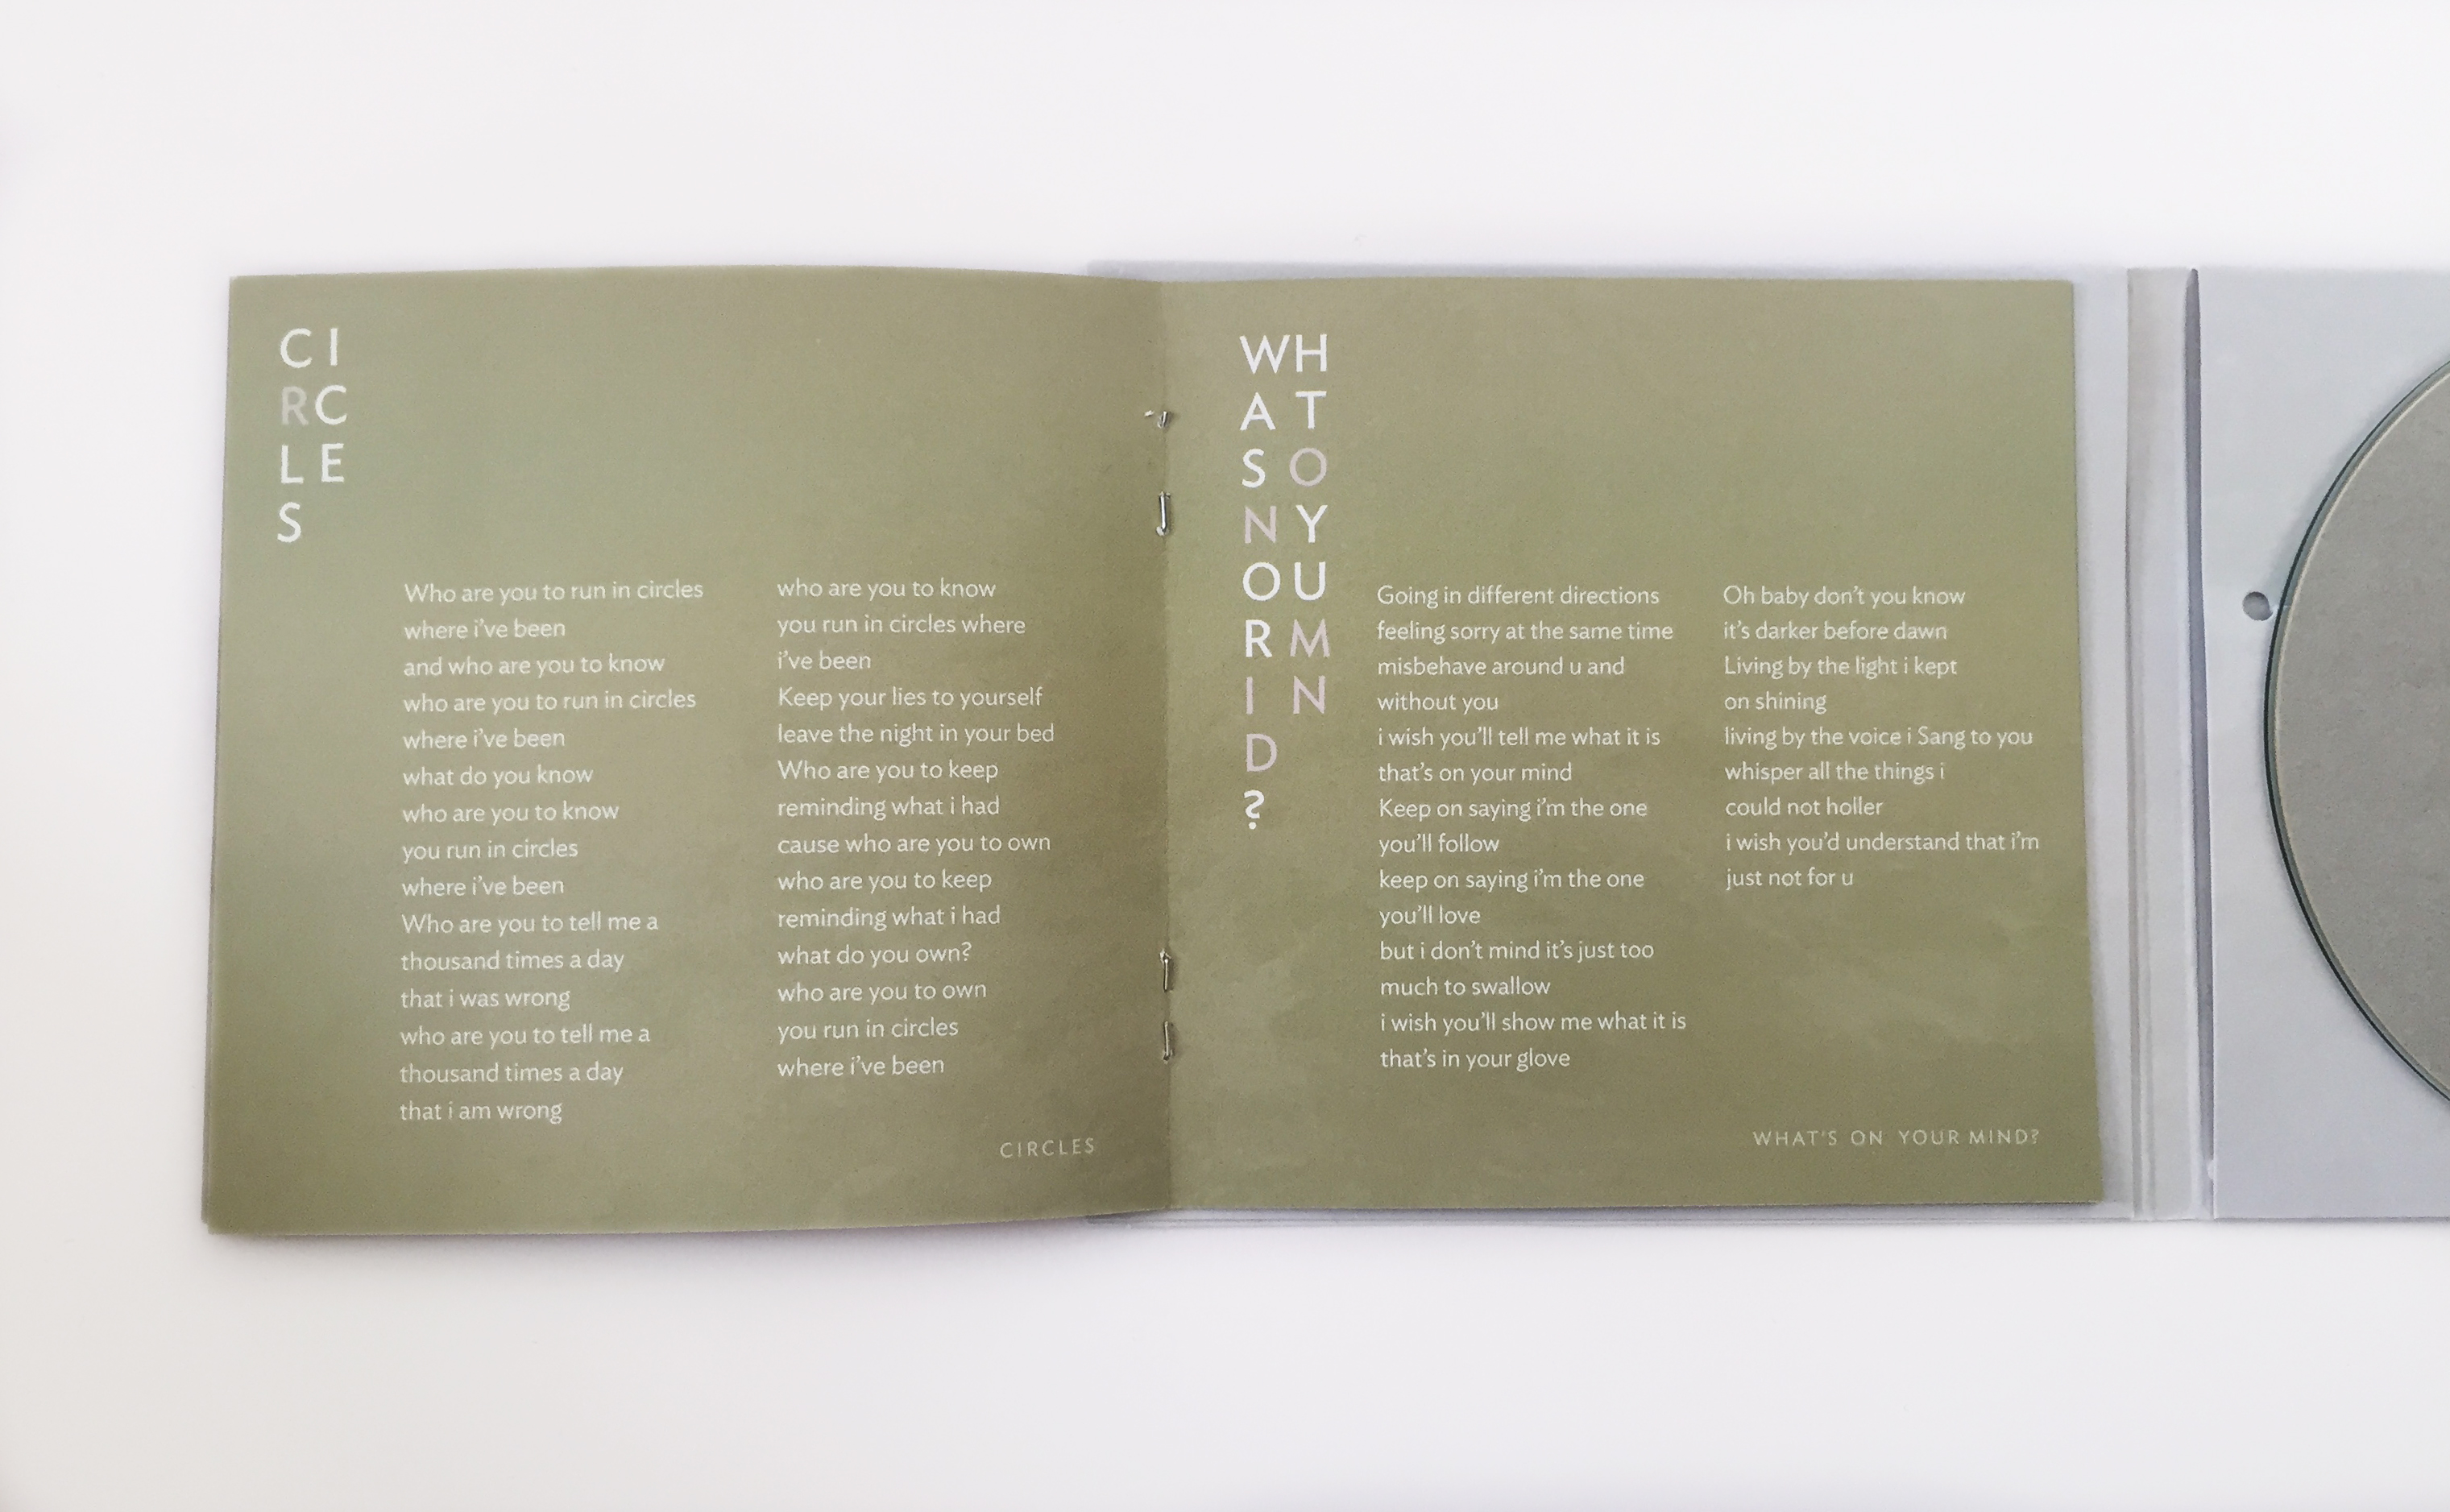 CI
RC
LE
S
Who are you to run in circles
where i've been
and who are you to know
who are you to run in circles
where i've been
what do you know
who are you to know
you run in circles
where i've been
Who are you to tell me a
thousand times a day
that i was wrong
who are you to tell me a
thousand times a day
that i am wrong
who are you to know
you run in circles where
i've been
Keep your lies to yourself
leave the night in your bed
Who are you to keep
reminding what i had
cause who are you to own
who are you to keep
reminding what i had
what do you own?
who are you to own
you run in circles
where i've been
CIRCLES
WH
AT
SO
NY
OU
RM
IN
D
?
Going in different directions
feeling sorry at the same time
misbehave around u and
without you
i wish you'll tell me what it is
that's on your mind
Keep on saying i'm the one
you'll follow
keep on saying i'm the one
you'll love
but i don't mind it's just too
much to swallow
i wish you'll show me what it is
that's in your glove
Oh baby don't you know
it's darker before dawn
Living by the light i kept
on shining
living by the voice i Sang to you
whisper all the things i
could not holler
i wish you'd understand that i'm
just not for u
WHAT'S ON YOUR MIND?